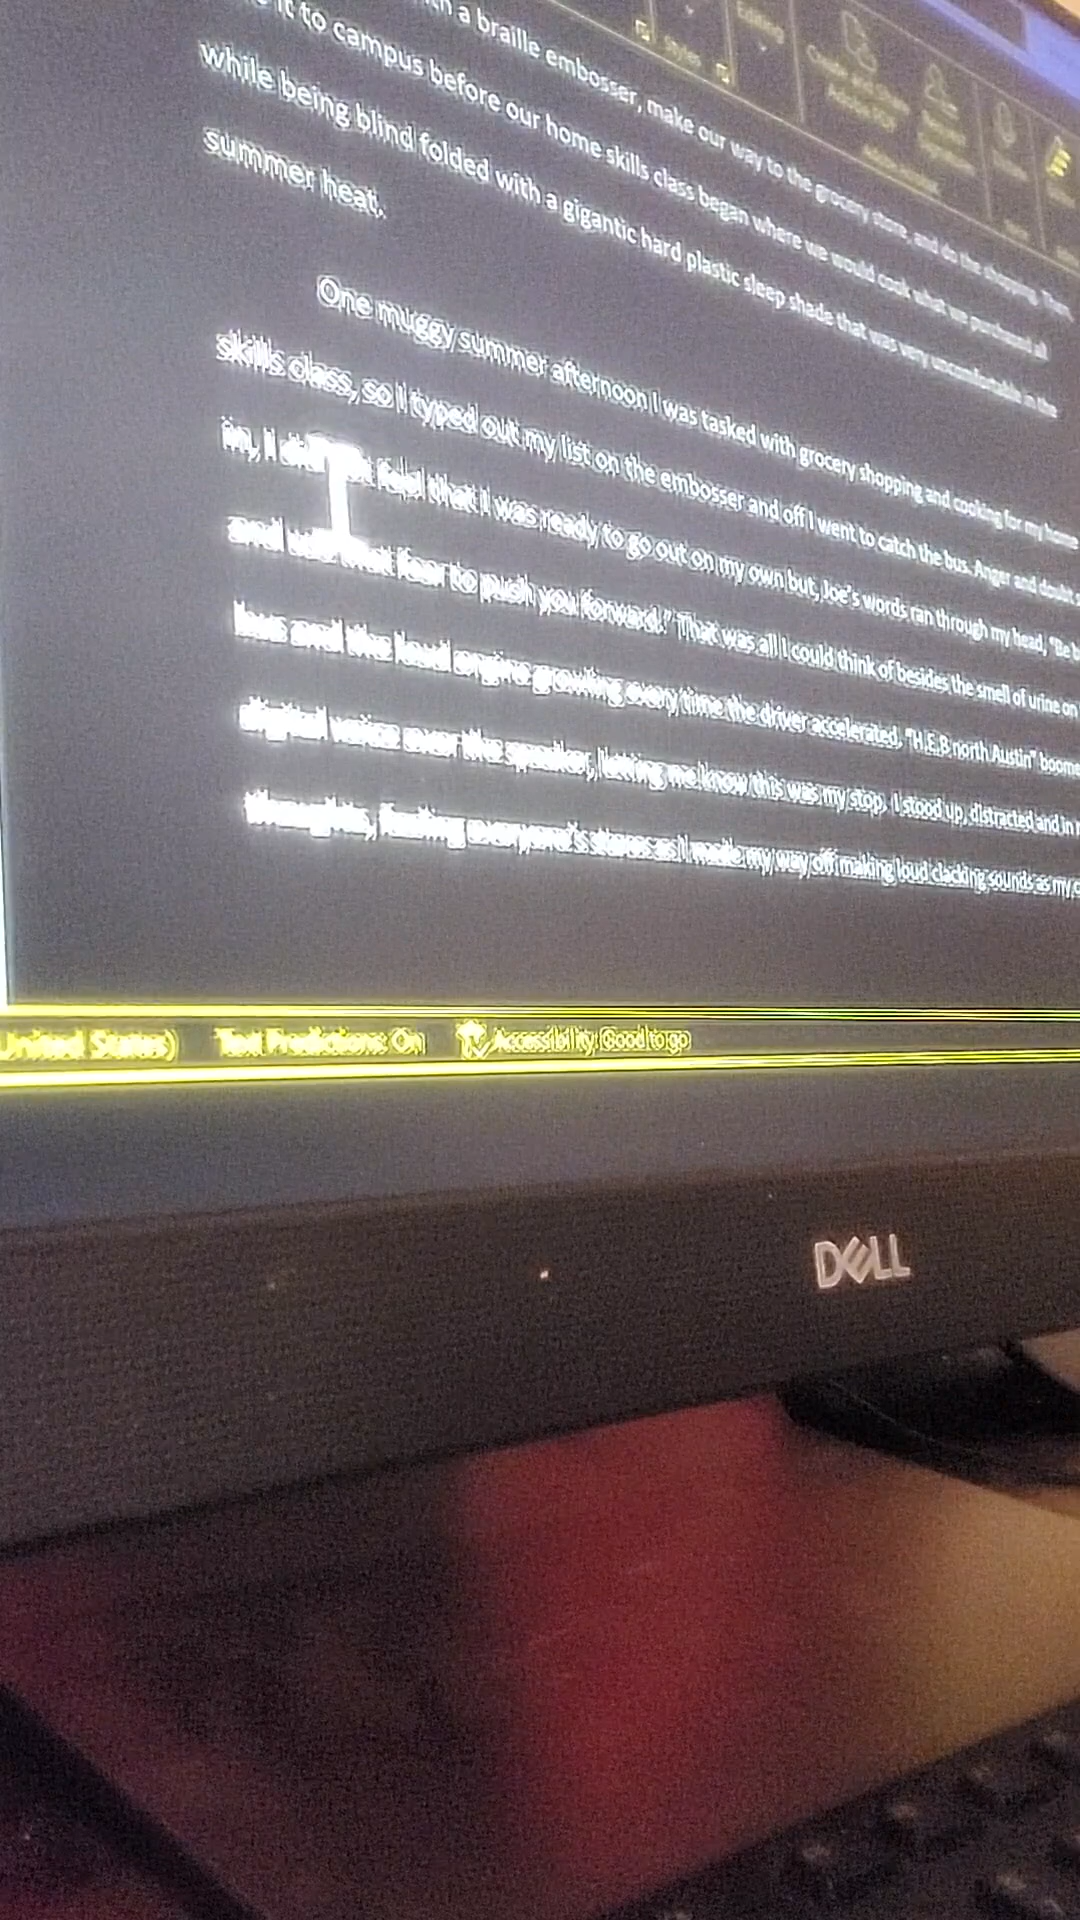 Editing
Styles
a braille embosser, make our way to the grocery store, and do the shopping. Then
it to campus before our home skills class began where we would cook what we purchased all
while being blind folded with a gigantic hard plastic sleep shade that was very uncomfortable in the
summer heat.
One muggy summer afternoon I was tasked with grocery shopping and cooking for my home
skills class, so I typed out my list on the embosser and off I went to catch the bus. Anger and doubt
in, I feel that I was ready to go out on my own but, Joe's words ran through my head, "Be
and that fear to push you forward." That was all I could think of besides the smell of urine on
bus and the loud engine growling every time the driver accelerated. "H.E.B north Austin"
digital voice over the speaker, letting me know this was my stop. I stood up, distracted and in
thoughts, feeling everyone's stares as I made my way off making loud clacking sounds as my
United States)
Text Predictions: On
Accessibility: Good to go
DELL